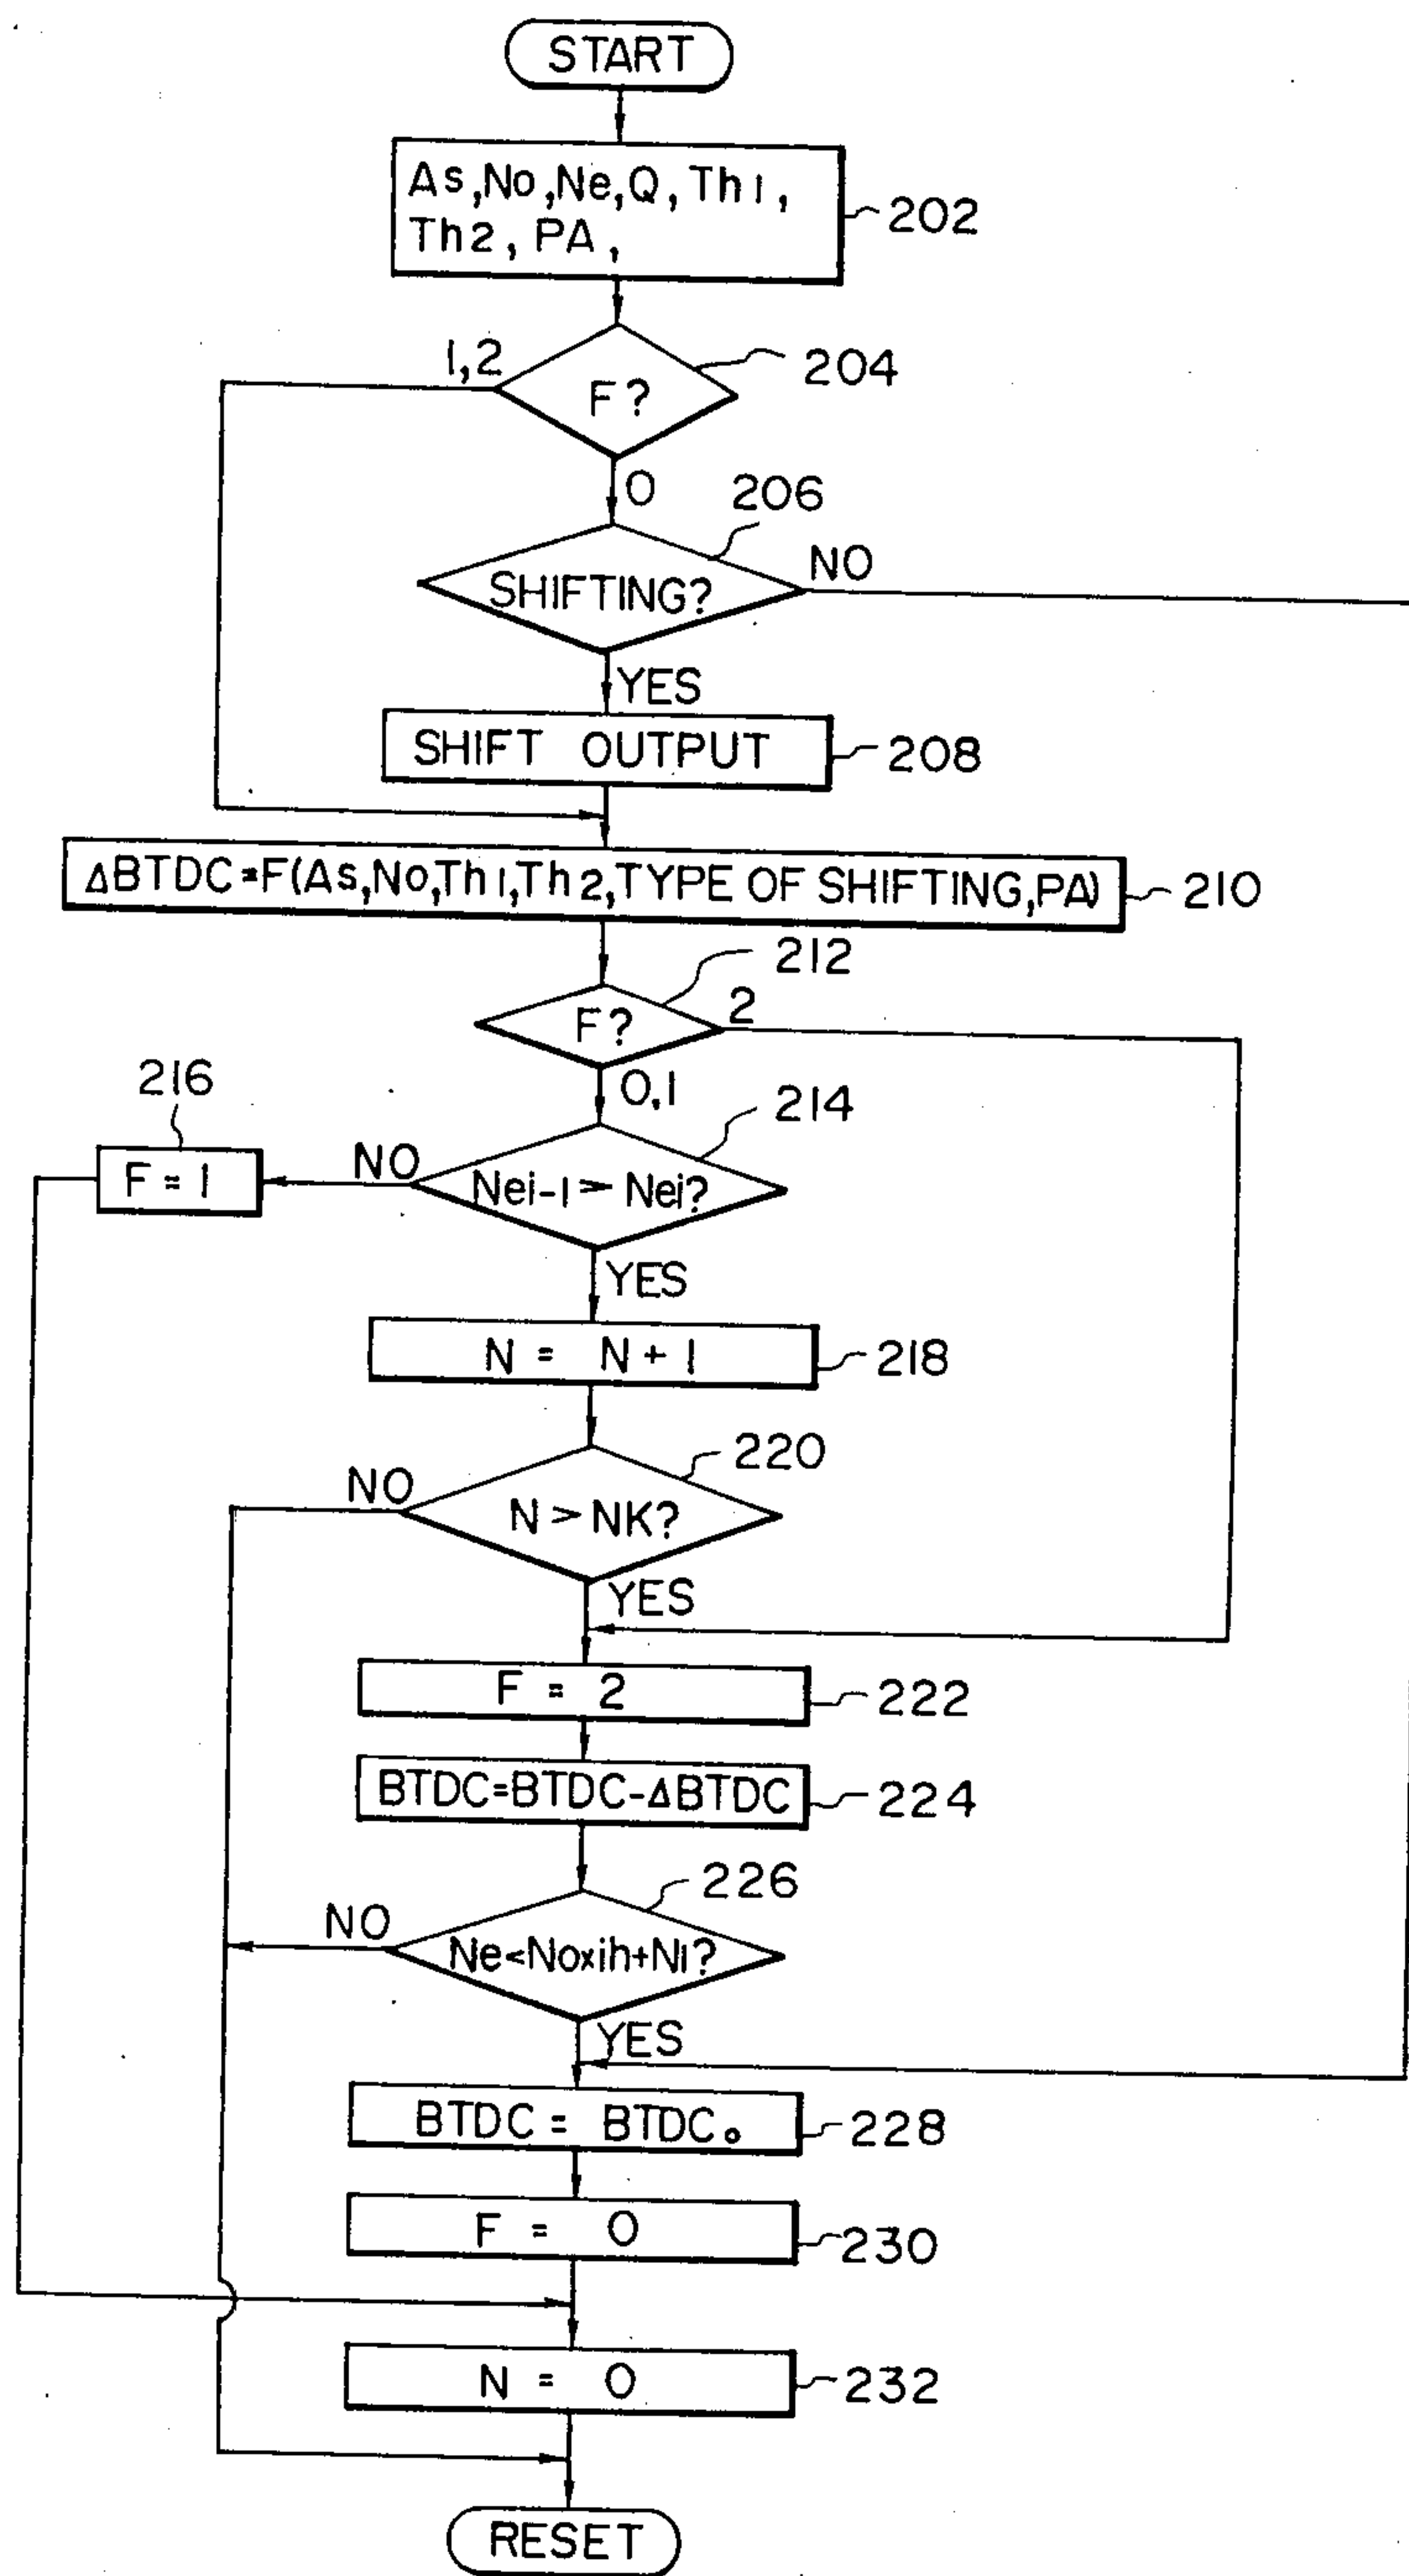 START
As, No, Ne, Q, Th1,
Th2, PA,
202
1,2
F?
204
0
206
SHIFTING?
NO
YES
SHIFT OUTPUT
208
ΔBTDC=F(As,No,Th1,Th2,TYPE OF SHIFTING,PA)
210
212
F?
2
0,1
216
214
F = 1
NO
Nei-1 > Nei?
YES
N = N + 1
218
220
NO
N > NK?
YES
F = 2
222
BTDC=BTDC-ΔBTDC
224
226
NO
Ne<No×ih+N1?
YES
BTDC = BTDC₀
228
F = 0
230
N = 0
232
RESET